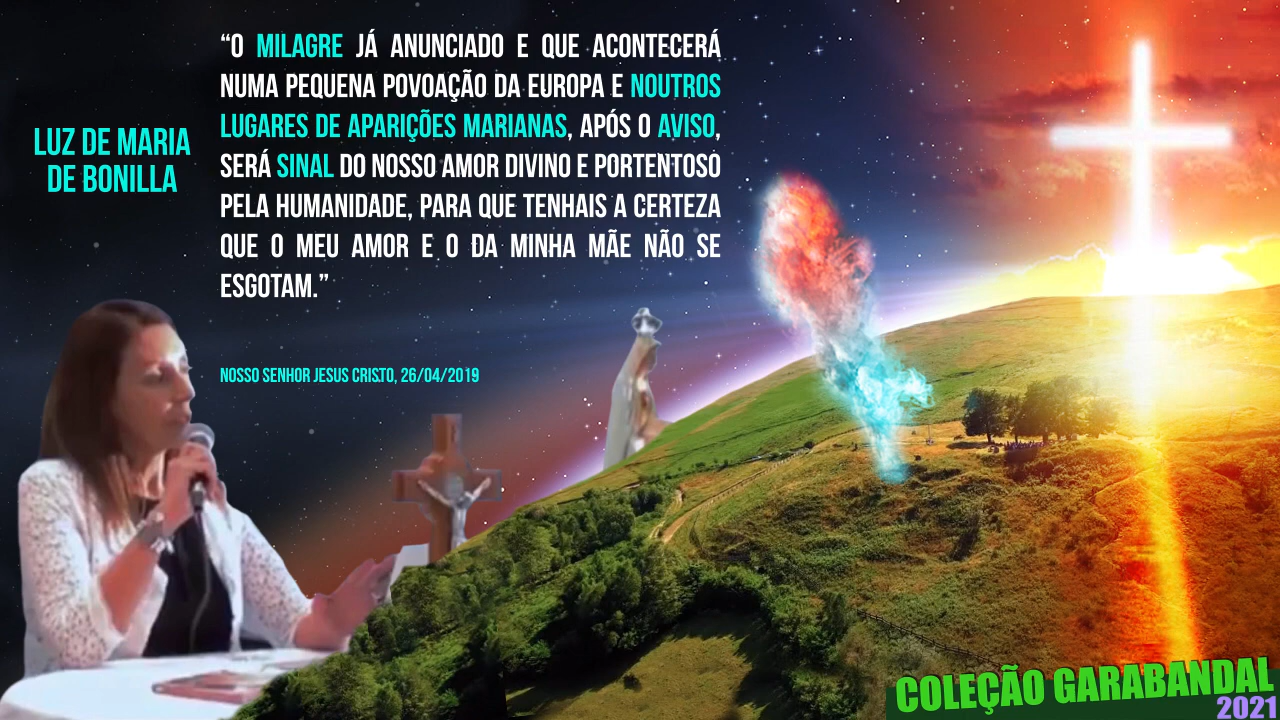 “O MILAGRE JÁ ANUNCIADO E QUE ACONTECERÁ
NUMA PEQUENA POVOAÇÃO DA EUROPA E NOUTROS
LUGARES DE APARIÇÕES MARIANAS, APÓS O AVISO,
SERÁ SINAL DO NOSSO AMOR DIVINO E PORTENTOSO
PELA HUMANIDADE, PARA QUE TENHAIS A CERTEZA
QUE O MEU AMOR E O DA MINHA MÃE NÃO SE
ESGOTAM.”
LUZ DE MARIA
DE BONILLA
NOSSO SENHOR JESUS CRISTO, 26/04/2019
COLEÇÃO GARABANDAL
2021